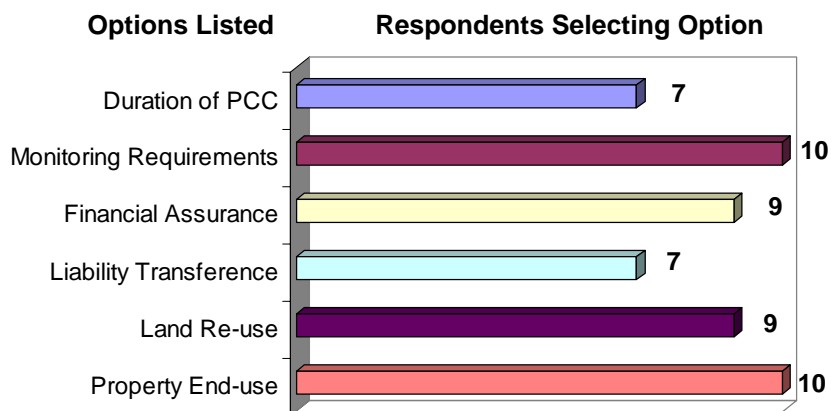 Options Listed Respondents Selecting Option
Duration of PCC 7
Monitoring Requirements 10
Financial Assurance 9
Liability Transference 7
Land Re-use 9
Property End-use 10